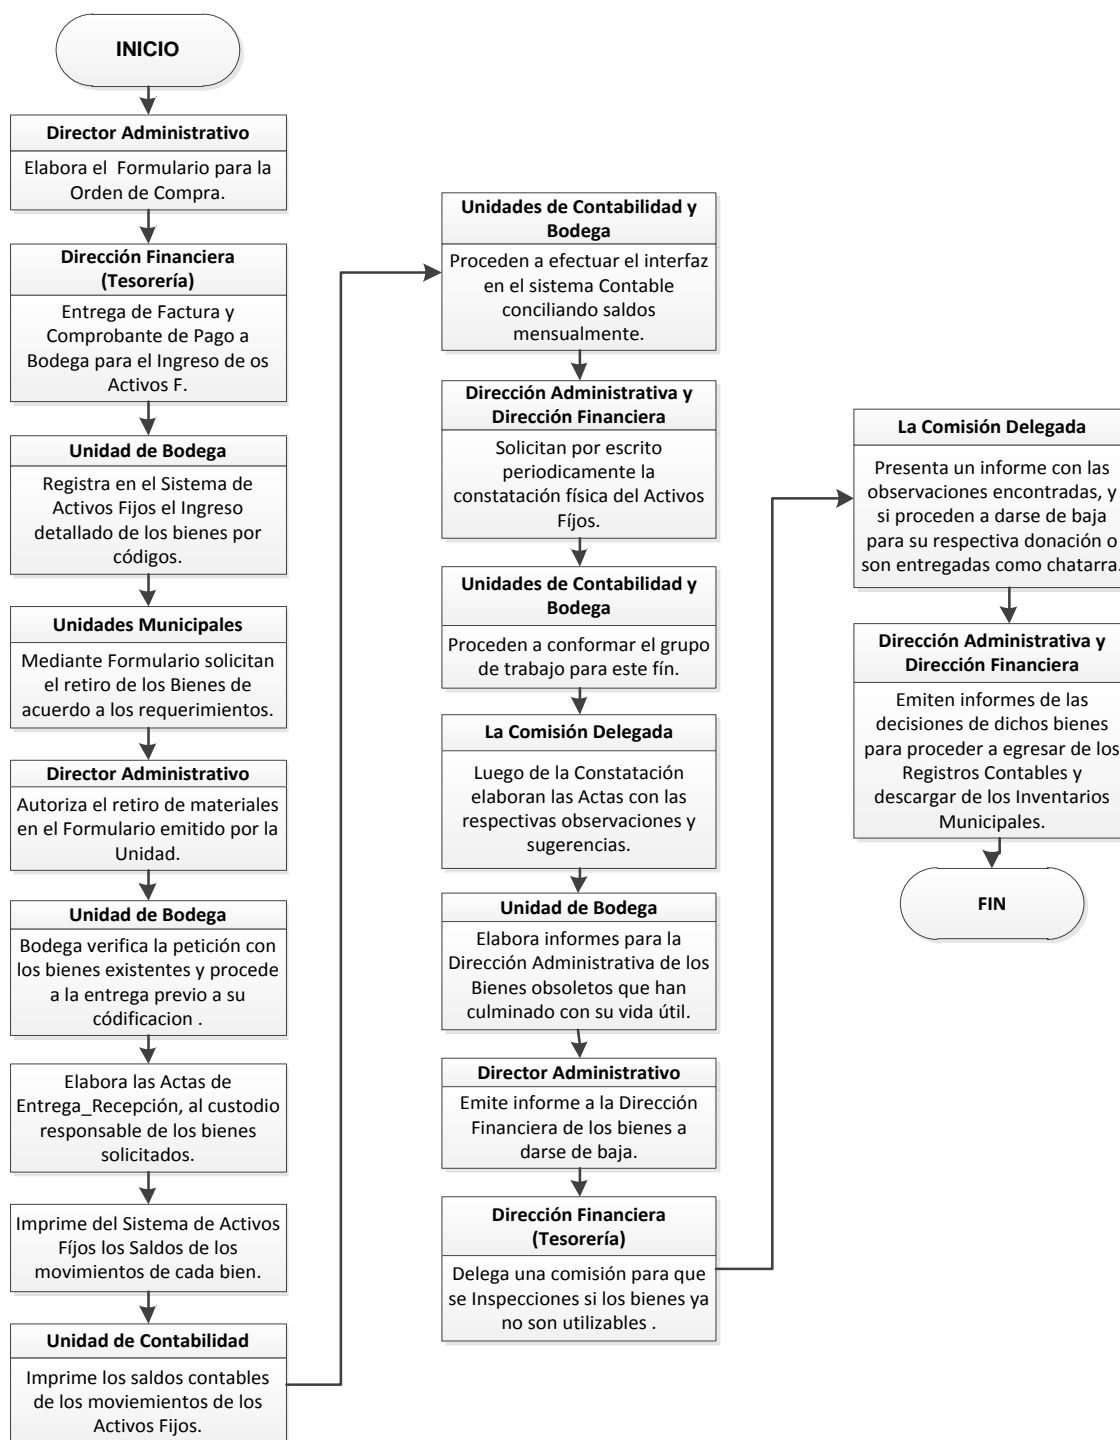 INICIO
Director Administrativo
Elabora el Formulario para la
Orden de Compra.
Dirección Financiera
(Tesorería)
Entrega de Factura y
Comprobante de Pago a
Bodega para el Ingreso de os
Activos F.
Unidad de Bodega
Registra en el Sistema de
Activos Fijos el Ingreso
detallado de los bienes por
códigos.
Unidades Municipales
Mediante Formulario solicitan
el retiro de los Bienes de
acuerdo a los requerimientos.
Director Administrativo
Autoriza el retiro de materiales
en el Formulario emitido por la
Unidad.
Unidad de Bodega
Bodega verifica la petición con
los bienes existentes y procede
a la entrega previo a su
códificacion .
Elabora las Actas de
Entrega_Recepción, al custodio
responsable de los bienes
solicitados.
Imprime del Sistema de Activos
Fíjos los Saldos de los
movimientos de cada bien.
Unidad de Contabilidad
Imprime los saldos contables
de los moviemientos de los
Activos Fijos.
Unidades de Contabilidad y
Bodega
Proceden a efectuar el interfaz
en el sistema Contable
conciliando saldos
mensualmente.
Dirección Administrativa y
Dirección Financiera
Solicitan por escrito
periodicamente la
constatación física del Activos
Fíjos.
Unidades de Contabilidad y
Bodega
Proceden a conformar el grupo
de trabajo para este fín.
La Comisión Delegada
Luego de la Constatación
elaboran las Actas con las
respectivas observaciones y
sugerencias.
Unidad de Bodega
Elabora informes para la
Dirección Administrativa de los
Bienes obsoletos que han
culminado con su vida útil.
Director Administrativo
Emite informe a la Dirección
Financiera de los bienes a
darse de baja.
Dirección Financiera
(Tesorería)
Delega una comisión para que
se Inspecciones si los bienes ya
no son utilizables .
La Comisión Delegada
Presenta un informe con las
observaciones encontradas, y
si proceden a darse de baja
para su respectiva donación o
son entregadas como chatarra.
Dirección Administrativa y
Dirección Financiera
Emiten informes de las
decisiones de dichos bienes
para proceder a egresar de los
Registros Contables y
descargar de los Inventarios
Municipales.
FIN